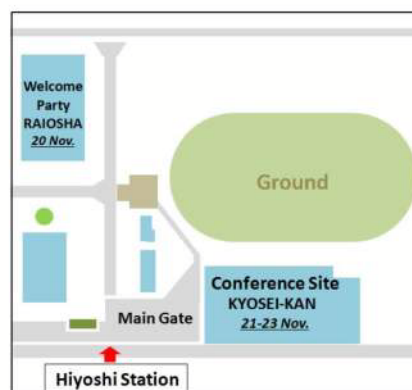 Welcome
Party
RAIOSHA
20 Nov.
Ground
Conference Site
KYOSEI-KAN
21-23 Nov.
Main Gate
Hiyoshi Station